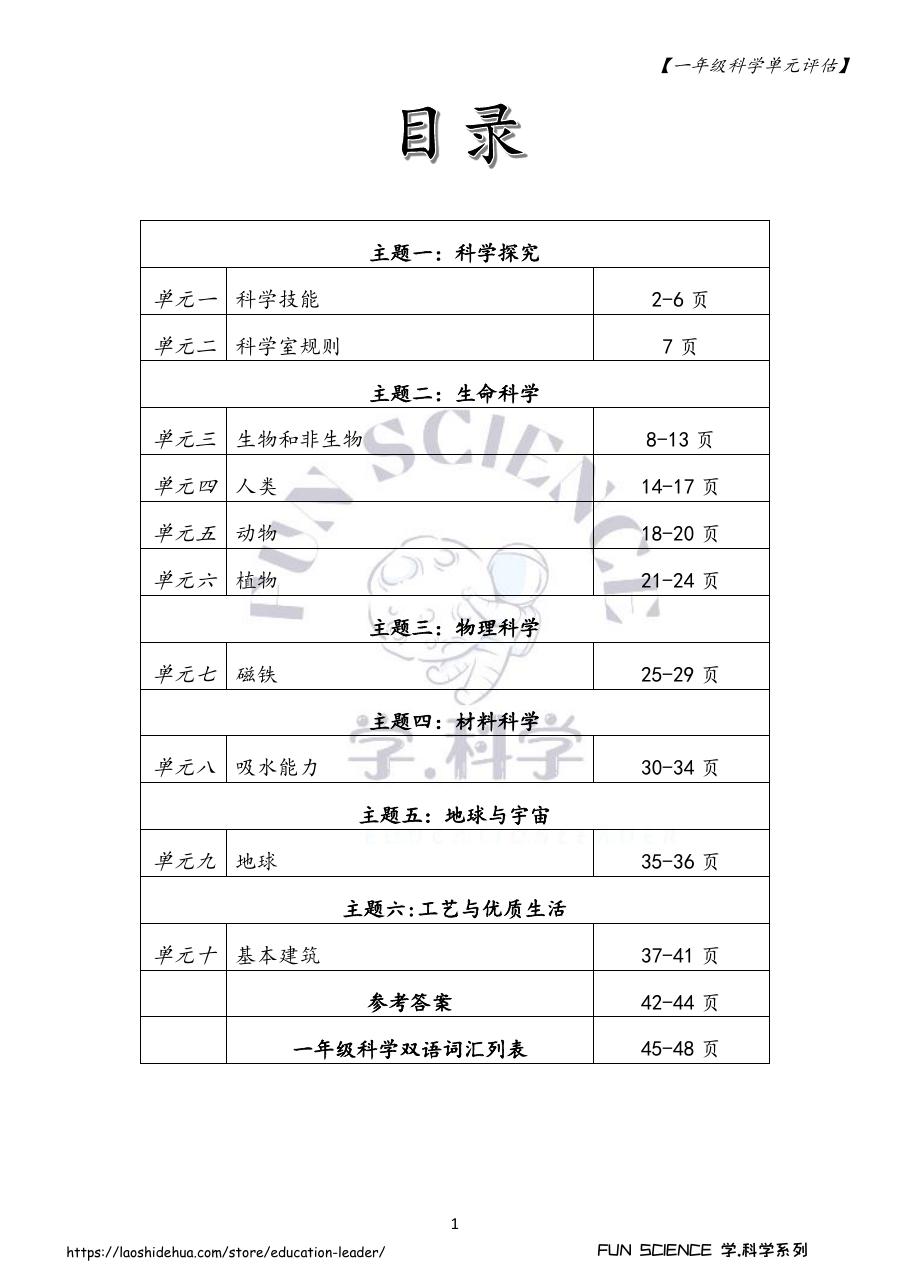 【一年级科学单元评估】
目录
主题一：科学探究
单元一 科学技能 2-6 页
单元二 科学室规则 7 页
主题二：生命科学
单元三 生物和非生物 8-13 页
单元四 人类 14-17 页
单元五 动物 18-20 页
单元六 植物 21-24 页
主题三：物理科学
单元七 磁铁 25-29 页
主题四：材料科学
单元八 吸水能力 30-34 页
主题五：地球与宇宙
单元九 地球 35-36 页
主题六:工艺与优质生活
单元十 基本建筑 37-41 页
参考答案 42-44 页
一年级科学双语词汇列表 45-48 页
FUN SCIENCE
学.科学
EDUCATIONLEADER
1
https://laoshidehua.com/store/education-leader/ FUN SCIENCE 学.科学系列